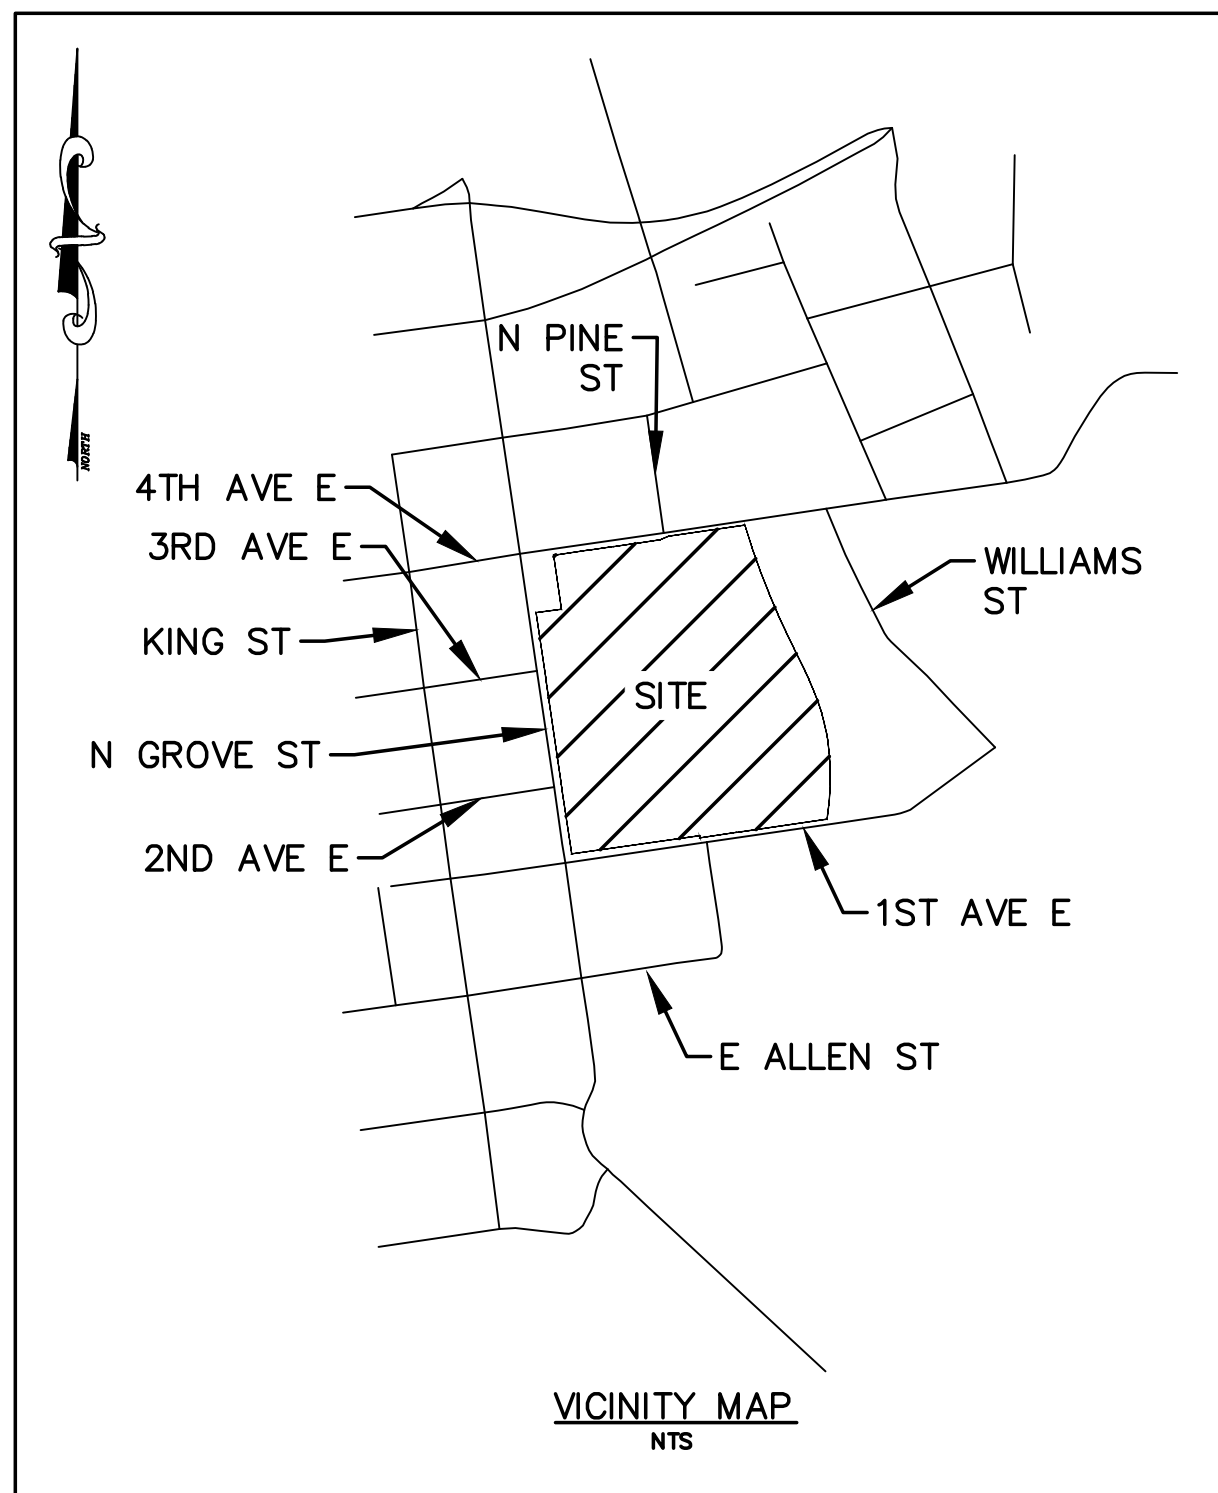 NORTH
N PINE
ST
4TH AVE E
3RD AVE E
WILLIAMS
ST
KING ST
SITE
N GROVE ST
2ND AVE E
1ST AVE E
E ALLEN ST
VICINITY MAP
NTS